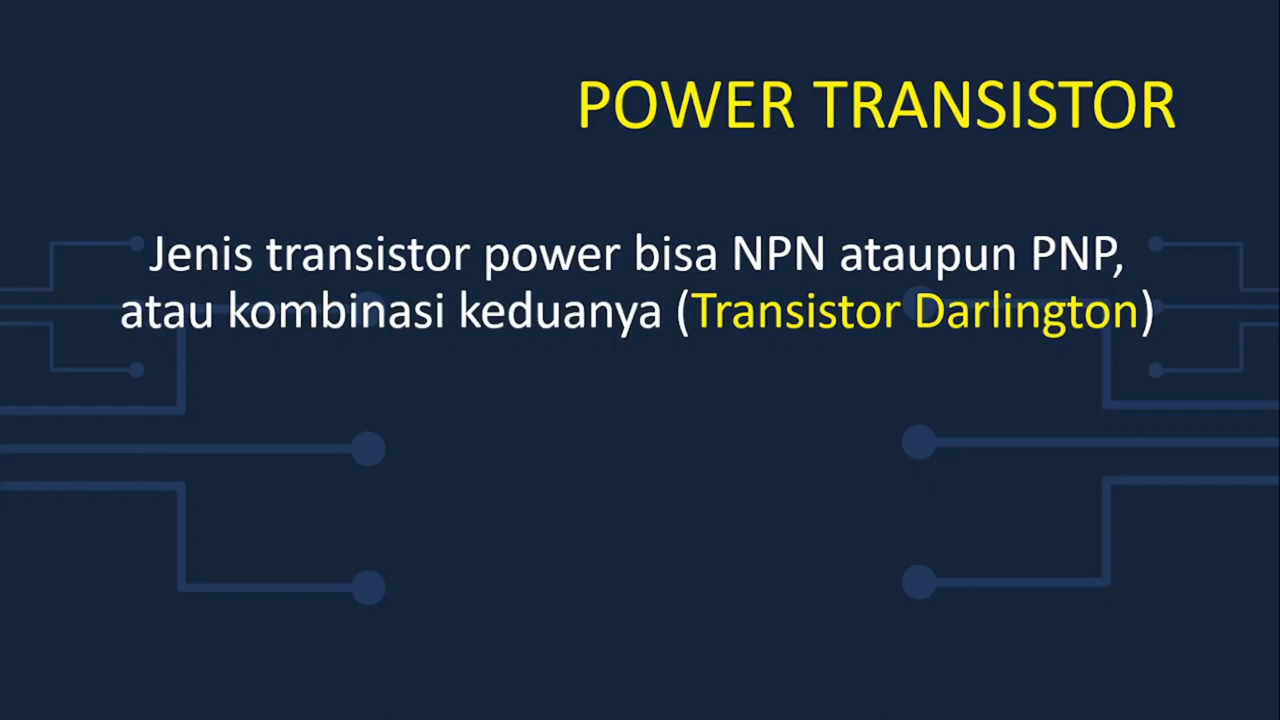 POWER TRANSISTOR
Jenis transistor power bisa NPN ataupun PNP,
atau kombinasi keduanya (Transistor Darlington)